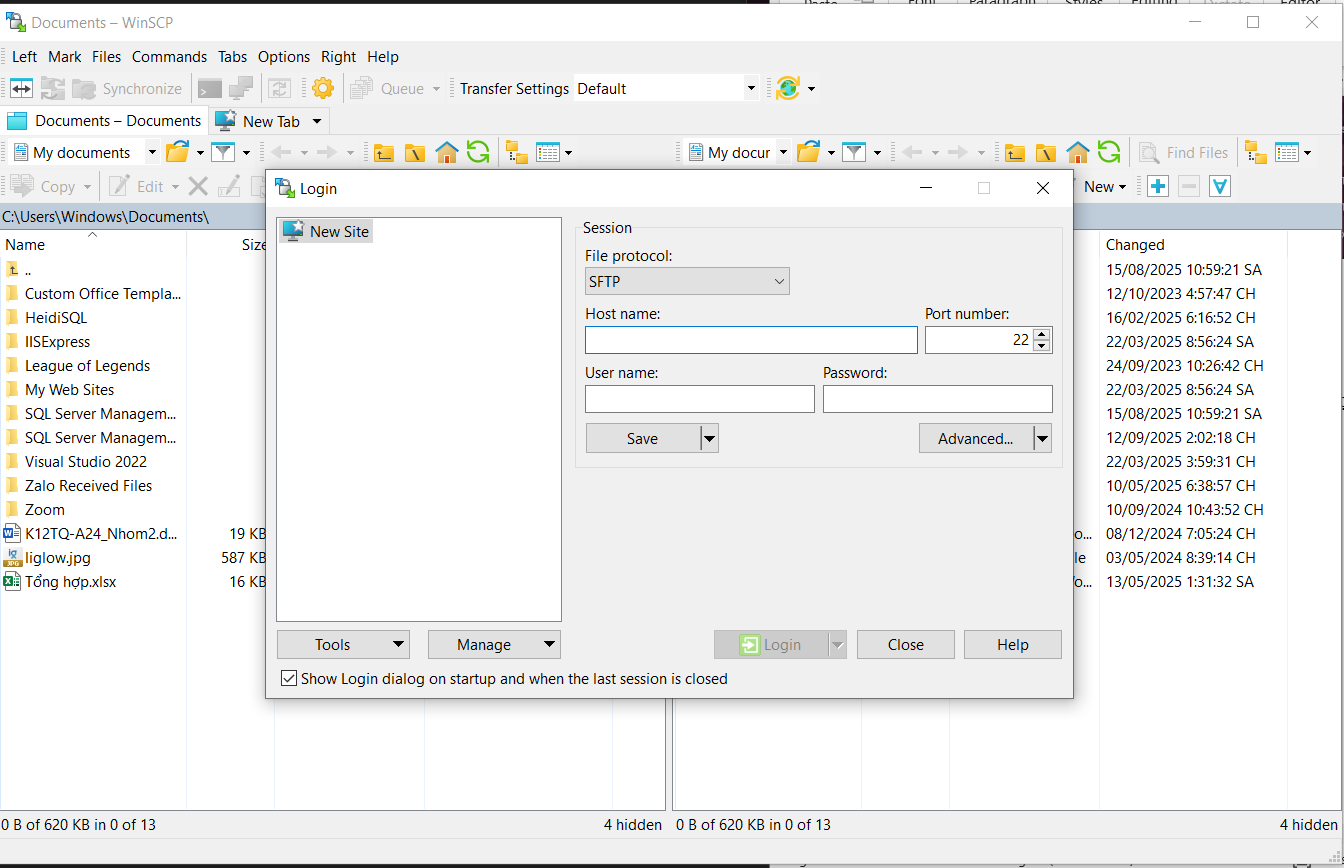 Documents – WinSCP
Left Mark Files Commands Tabs Options Right Help
Synchronize Queue Transfer Settings Default
Documents – Documents New Tab
My documents My docur Find Files
Copy Edit New
C:\Users\Windows\Documents\
Name Size Changed
.. 15/08/2025 10:59:21 SA
Custom Office Templa... 12/10/2023 4:57:47 CH
HeidiSQL 16/02/2025 6:16:52 CH
IISExpress 22/03/2025 8:56:24 SA
League of Legends 24/09/2023 10:26:42 CH
My Web Sites 22/03/2025 8:56:24 SA
SQL Server Managem... 15/08/2025 10:59:21 SA
SQL Server Managem... 12/09/2025 2:02:18 CH
Visual Studio 2022 22/03/2025 3:59:31 CH
Zalo Received Files 10/05/2025 6:38:57 CH
Zoom 10/09/2024 10:43:52 CH
K12TQ-A24_Nhom2.d... 19 KB o... 08/12/2024 7:05:24 CH
liglow.jpg 587 KB le 03/05/2024 8:39:14 CH
Tổng hợp.xlsx 16 KB o... 13/05/2025 1:31:32 SA
Login
New Site
Session
File protocol:
SFTP
Host name: Port number:
22
User name: Password:
Save Advanced...
Tools Manage Login Close Help
Show Login dialog on startup and when the last session is closed
0 B of 620 KB in 0 of 13 4 hidden 0 B of 620 KB in 0 of 13 4 hidden